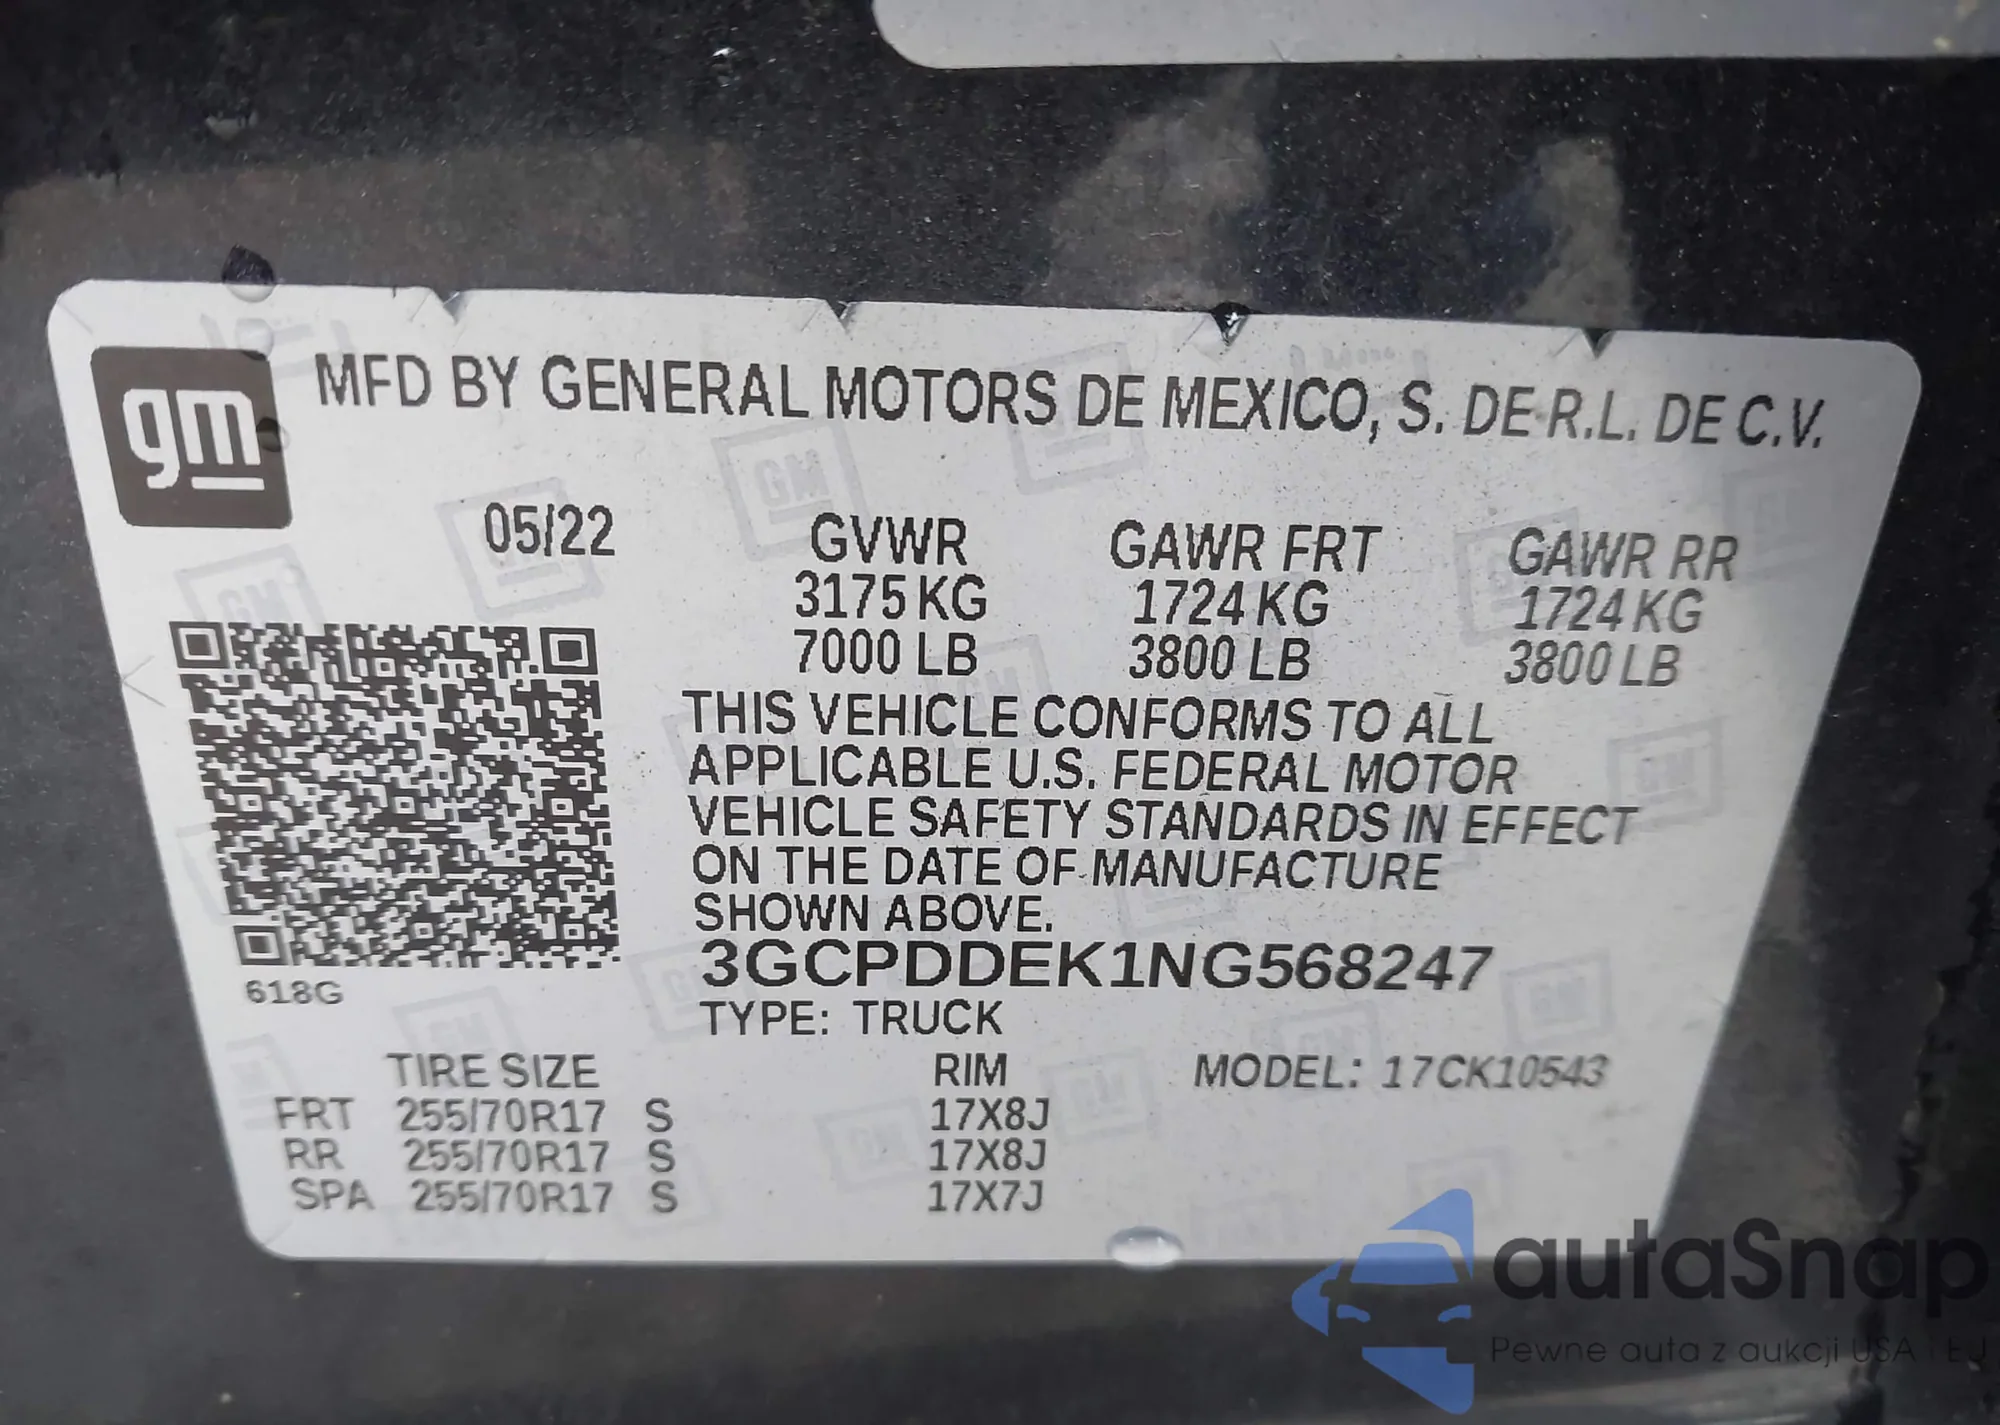 gm
MFD BY GENERAL MOTORS DE MEXICO, S. DE R.L. DE C.V.
05/22 GVWR GAWR FRT GAWR RR
3175 KG 1724 KG 1724 KG
7000 LB 3800 LB 3800 LB
THIS VEHICLE CONFORMS TO ALL
APPLICABLE U.S. FEDERAL MOTOR
VEHICLE SAFETY STANDARDS IN EFFECT
ON THE DATE OF MANUFACTURE
SHOWN ABOVE.
3GCPDDEK1NG568247
618G
TYPE: TRUCK
TIRE SIZE RIM MODEL: 17CK10543
FRT 255/70R17 S 17X8J
RR 255/70R17 S 17X8J
SPA 255/70R17 S 17X7J
autaSnap
Pewne auta z aukcji USA i EU